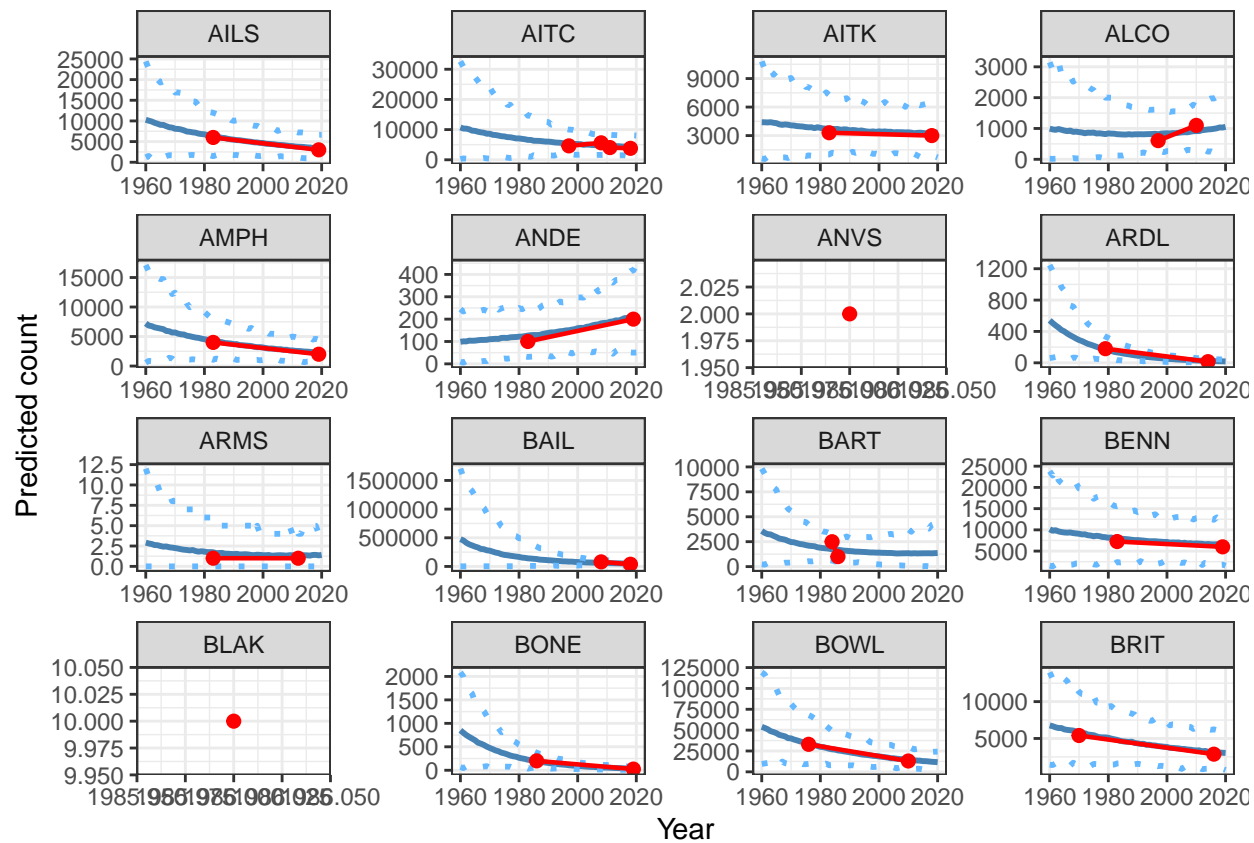 AILS AITC AITK ALCO
25000 20000 15000 10000 5000 0
30000 20000 10000 0
9000 6000 3000
3000 2000 1000 0
1960 1980 2000 2020 1960 1980 2000 2020 1960 1980 2000 2020 1960 1980 2000 2020
AMPH ANDE ANVS ARDL
15000 10000 5000 0
400 300 200 100 0
2.025 2.000 1.975 1.950
1200 800 400 0
1960 1980 2000 2020 1960 1980 2000 2020 1960 1980 2000 2020
ARMS BAIL BART BENN
12.5 10.0 7.5 5.0 2.5 0.0
1500000 1000000 500000 0
10000 7500 5000 2500 0
25000 20000 15000 10000 5000
1960 1980 2000 2020 1960 1980 2000 2020 1960 1980 2000 2020 1960 1980 2000 2020
BLAK BONE BOWL BRIT
10.050 10.025 10.000 9.975 9.950
2000 1500 1000 500 0
125000 100000 75000 50000 25000 0
10000 5000
1960 1980 2000 2020 1960 1980 2000 2020 1960 1980 2000 2020
Predicted count
Year